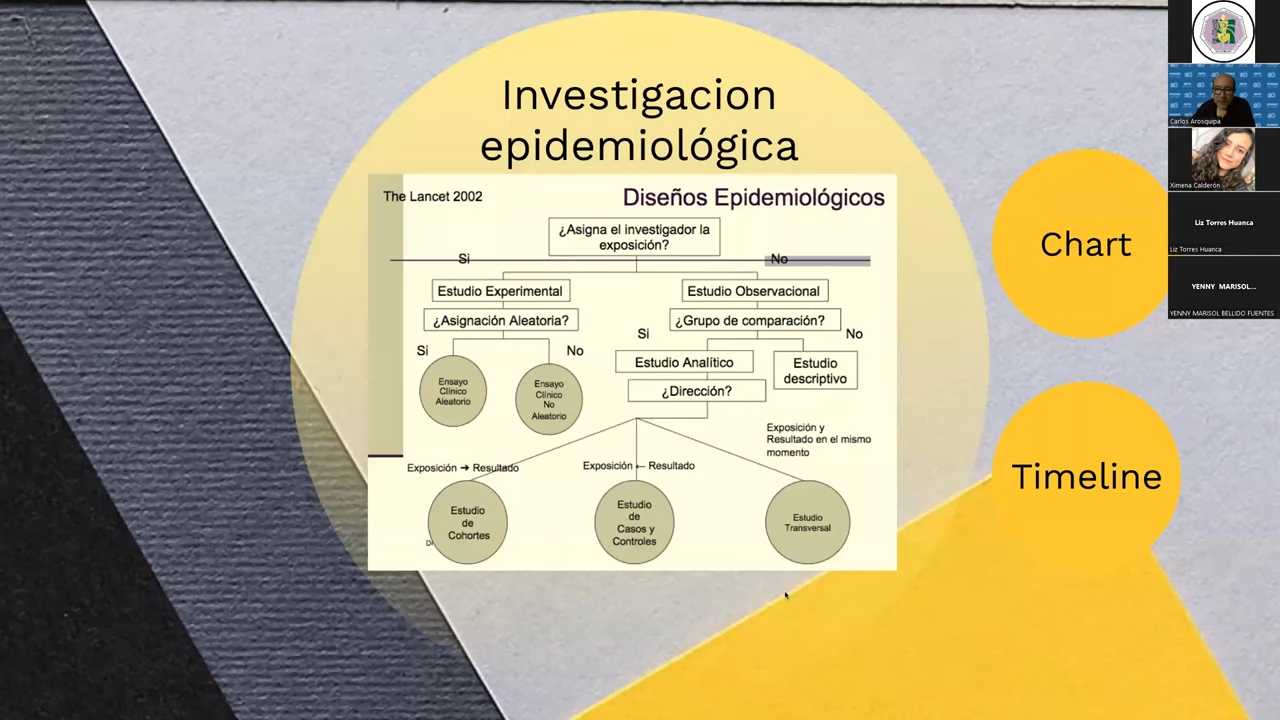 Investigacion
epidemiológica
The Lancet 2002
Diseños Epidemiológicos
¿Asigna el investigador la
exposición?
Si
No
Estudio Experimental
Estudio Observacional
¿Asignación Aleatoria?
¿Grupo de comparación?
Si
No
Si
No
Estudio Analítico
Estudio
descriptivo
¿Dirección?
Ensayo
Clínico
Aleatorio
Ensayo
Clínico
No
Aleatorio
Exposición y
Resultado en el mismo
momento
Exposición ➔ Resultado
Exposición ← Resultado
Estudio
de
Cohortes
Estudio
de
Casos y
Controles
Estudio
Transversal
Chart
Timeline
Carlos Arosquipa
Ximena Calderón
Liz Torres Huanca
Liz Torres Huanca
YENNY MARISOL...
YENNY MARISOL BELLIDO FUENTES